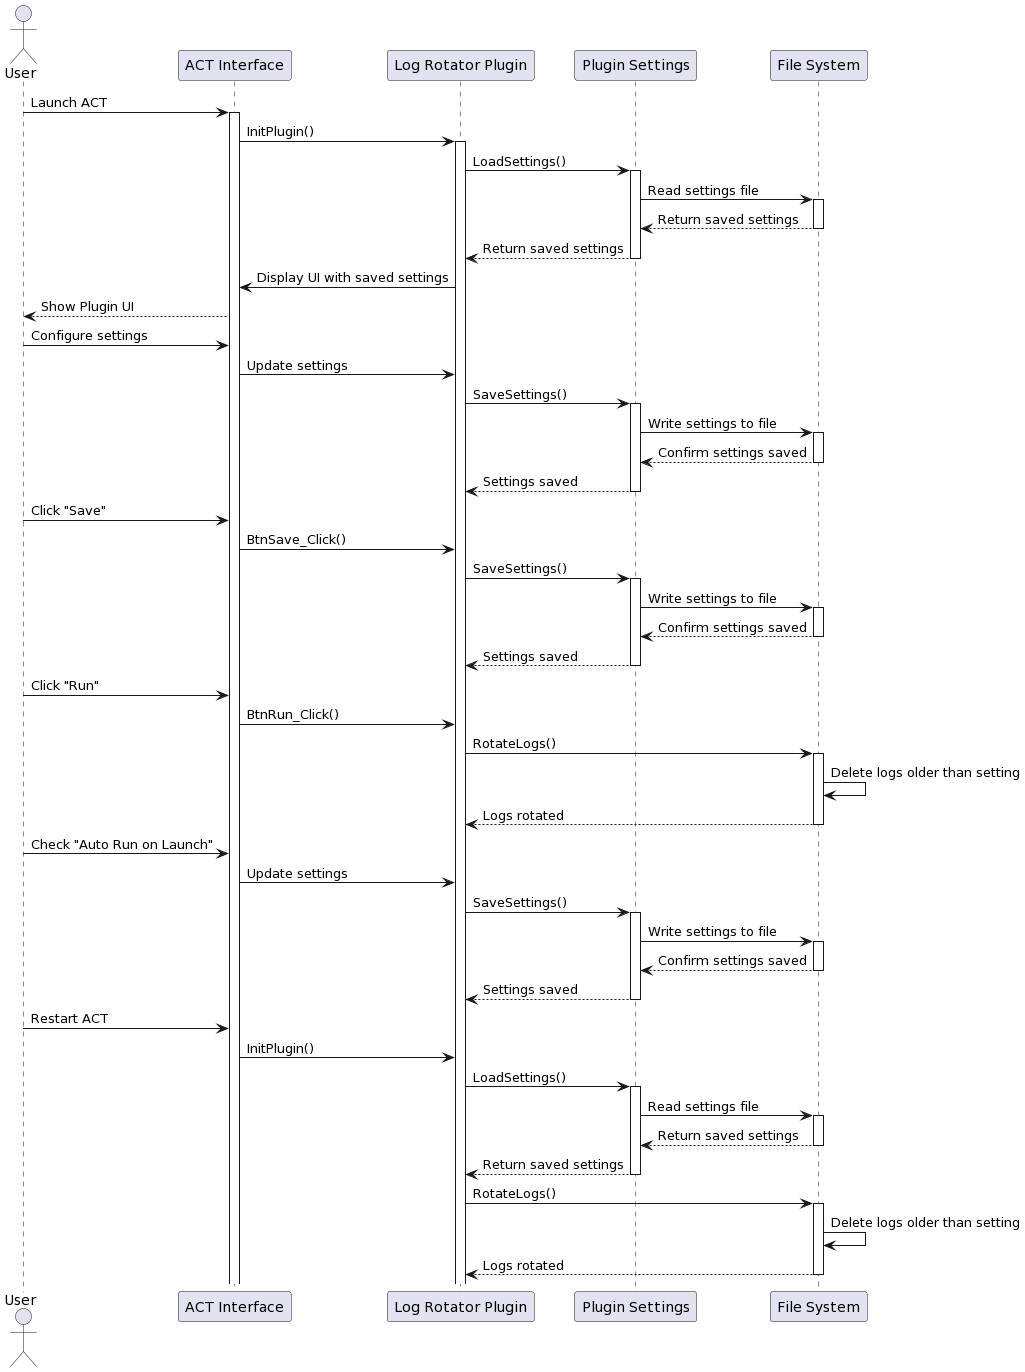 User
ACT Interface
Log Rotator Plugin
Plugin Settings
File System
Launch ACT
InitPlugin()
LoadSettings()
Read settings file
Return saved settings
Return saved settings
Display UI with saved settings
Show Plugin UI
Configure settings
Update settings
SaveSettings()
Write settings to file
Confirm settings saved
Settings saved
Click "Save"
BtnSave_Click()
SaveSettings()
Write settings to file
Confirm settings saved
Settings saved
Click "Run"
BtnRun_Click()
RotateLogs()
Delete logs older than setting
Logs rotated
Check "Auto Run on Launch"
Update settings
SaveSettings()
Write settings to file
Confirm settings saved
Settings saved
Restart ACT
InitPlugin()
LoadSettings()
Read settings file
Return saved settings
Return saved settings
RotateLogs()
Delete logs older than setting
Logs rotated
User
ACT Interface
Log Rotator Plugin
Plugin Settings
File System